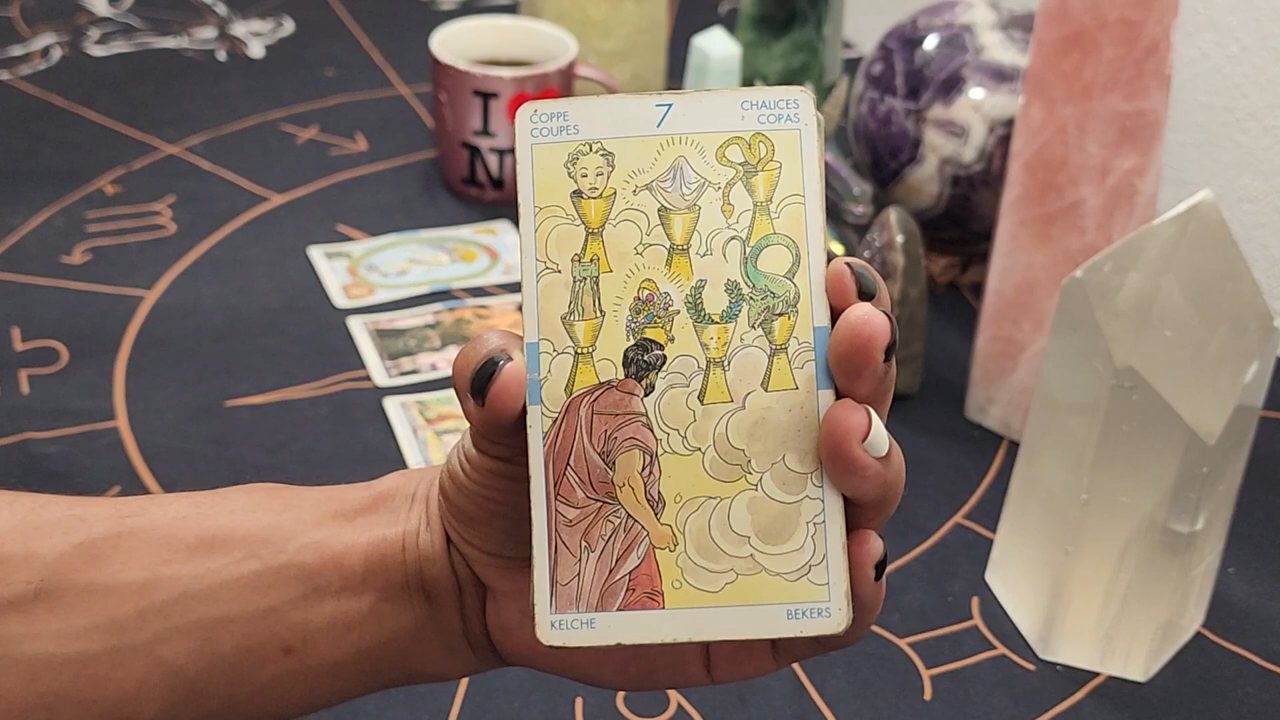 I
N
COPPE
COUPES
7
CHALICES
COPAS
KELCHE
BEKERS